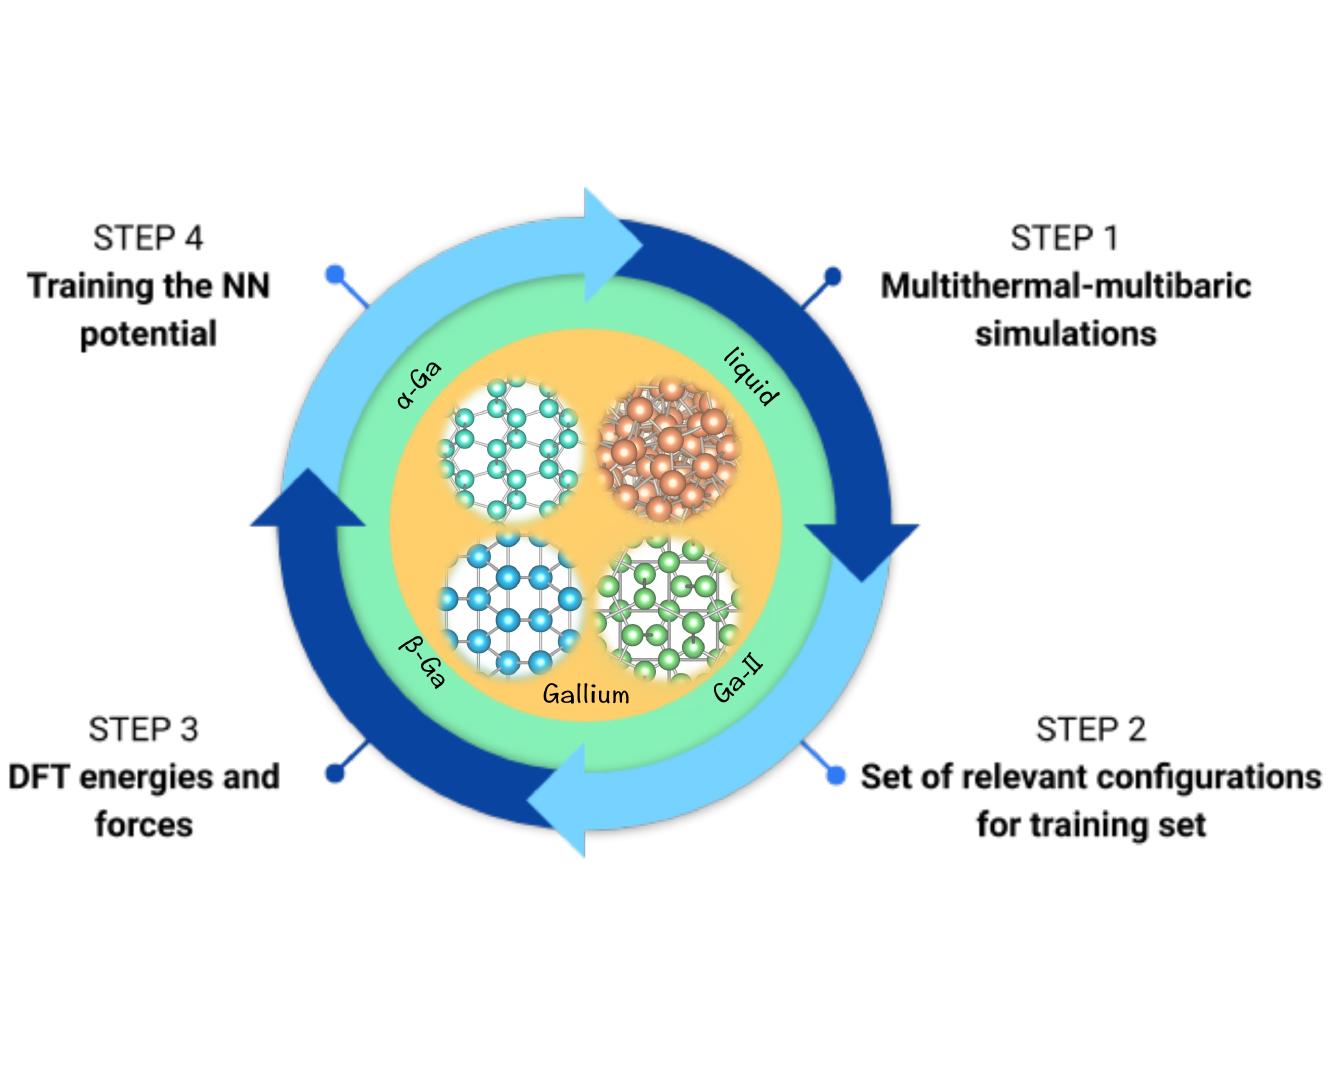 STEP 4
Training the NN
potential
STEP 1
Multithermal-multibaric
simulations
α-Ga
liquid
β-Ga
Gallium
Ga-II
STEP 3
DFT energies and
forces
STEP 2
Set of relevant configurations
for training set